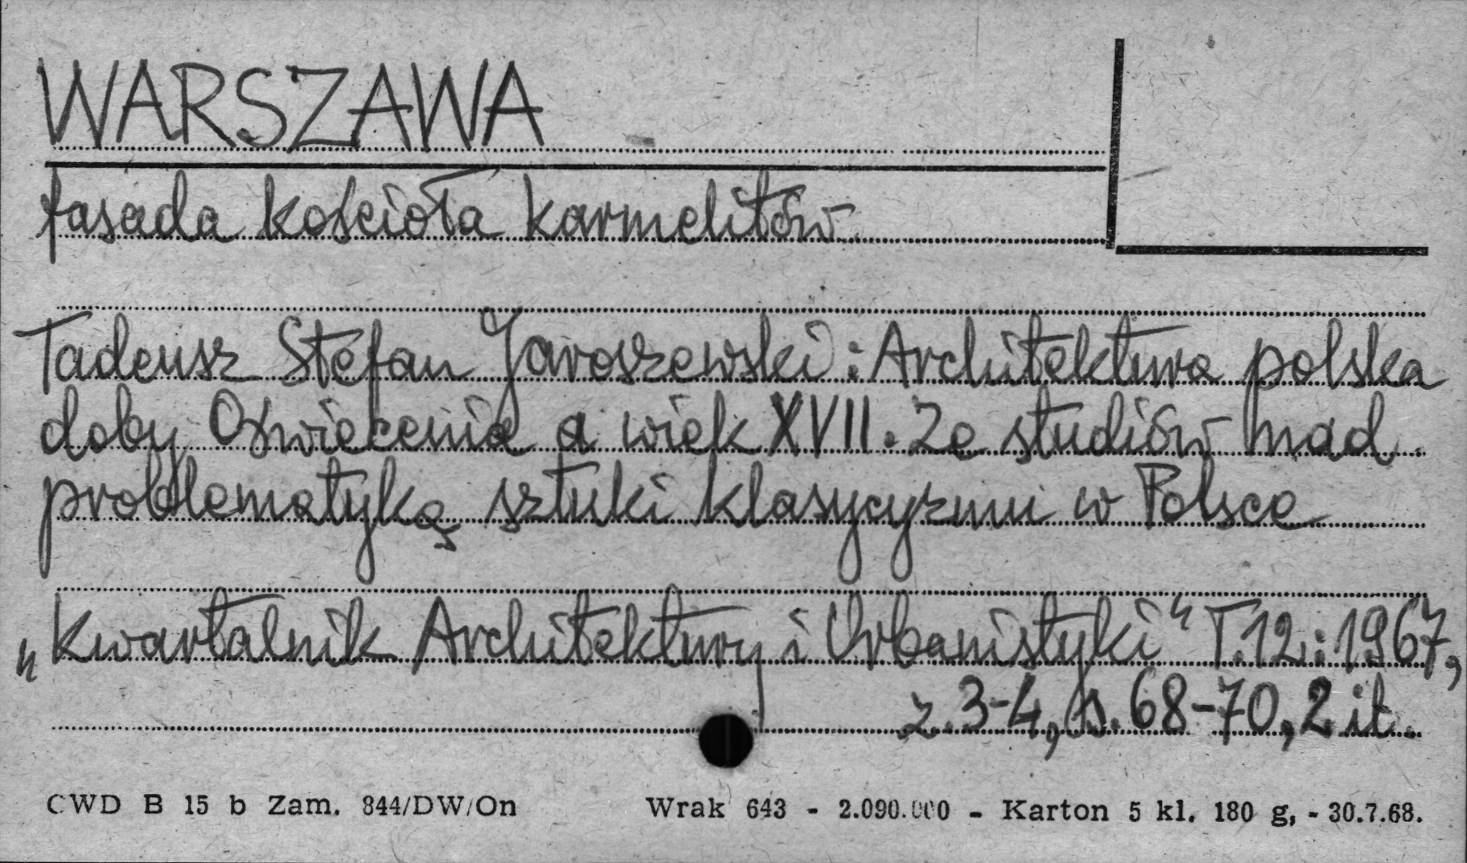 WARSZAWA
fasada kościoła karmelitów.
Tadeusz Stefan Jaroszewski: Architektura polska
doby Oświecenia a wiek XVII. Ze studiów nad
problematyką sztuki klasycyzmu w Polsce
„Kwartalnik Architektury i Urbanistyki" T.12.:1967,
z.3-4, s.68-70, 2 il.
CWD B 15 b Zam. 844/DW/On Wrak 643 - 2.090.000 - Karton 5 kl. 180 g, - 30.7.68.